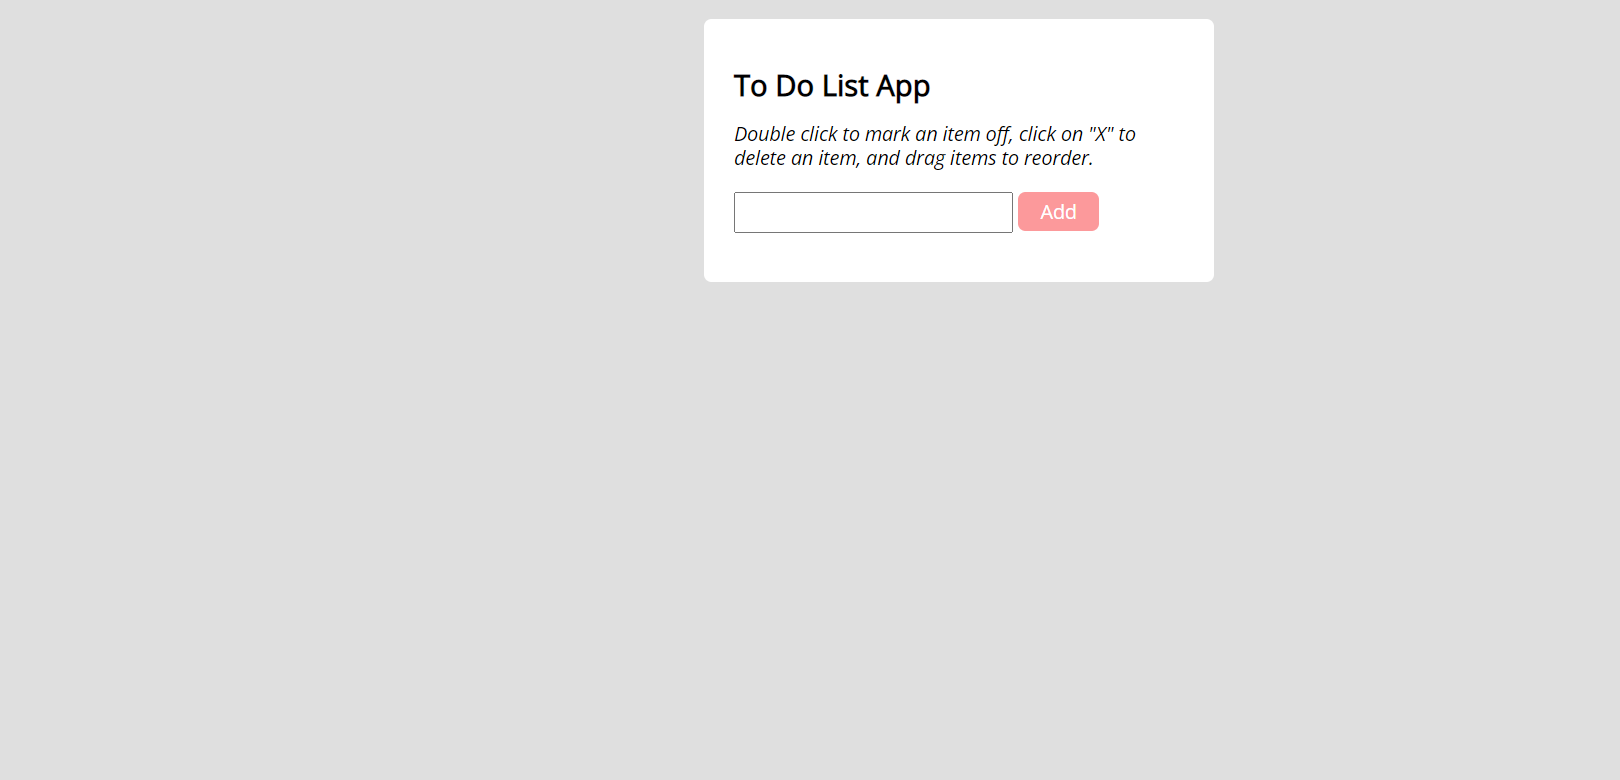 To Do List App
Double click to mark an item off, click on "X" to
delete an item, and drag items to reorder.
Add